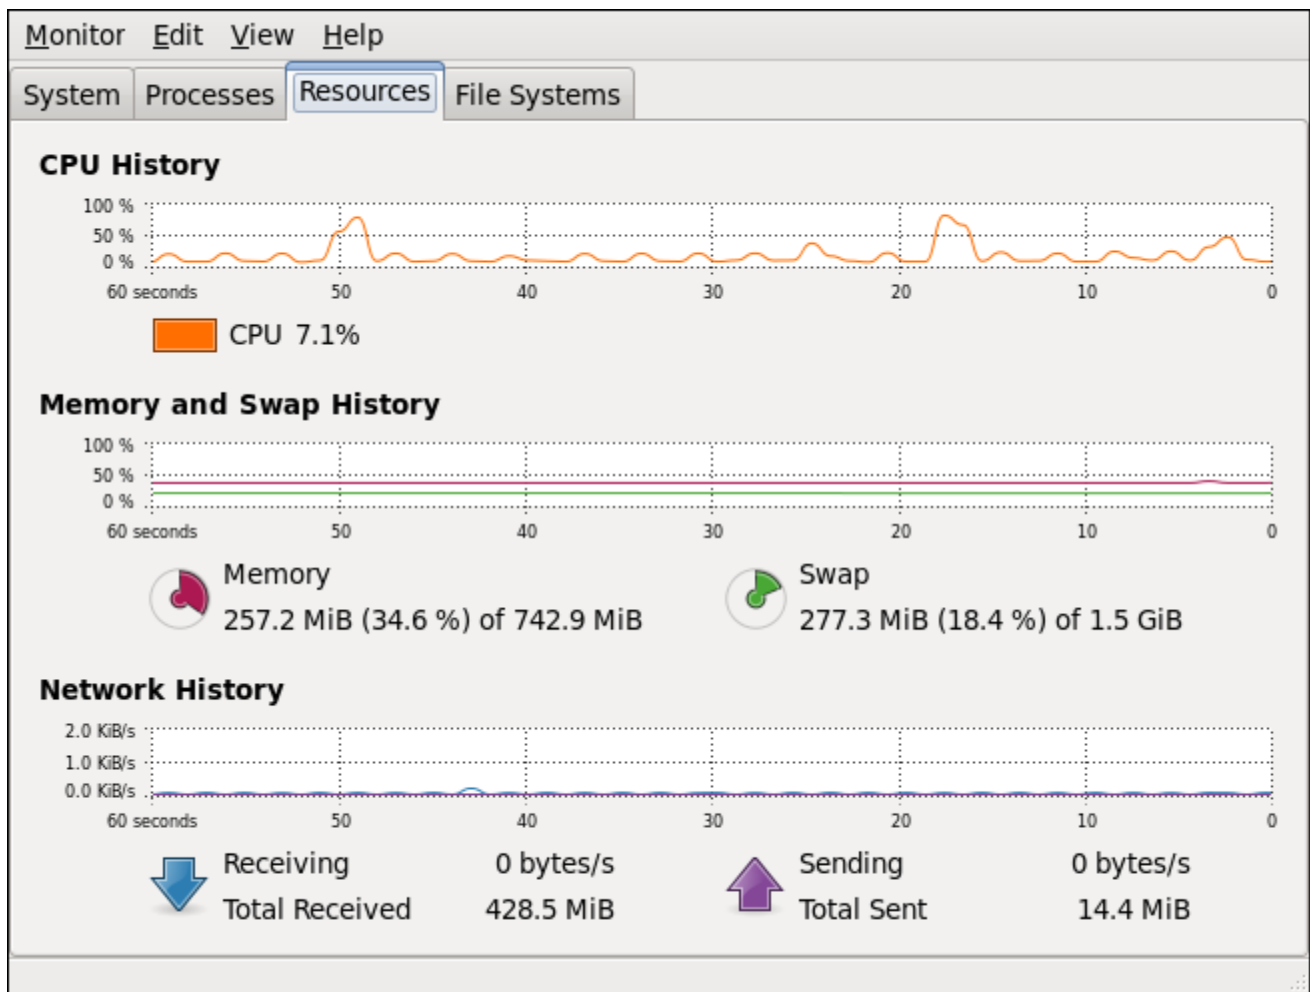 Monitor Edit View Help
System Processes Resources File Systems
CPU History
100 %
50 %
0 %
60 seconds 50 40 30 20 10 0
CPU 7.1%
Memory and Swap History
100 %
50 %
0 %
60 seconds 50 40 30 20 10 0
Memory Swap
257.2 MiB (34.6 %) of 742.9 MiB 277.3 MiB (18.4 %) of 1.5 GiB
Network History
2.0 KiB/s
1.0 KiB/s
0.0 KiB/s
60 seconds 50 40 30 20 10 0
Receiving 0 bytes/s Sending 0 bytes/s
Total Received 428.5 MiB Total Sent 14.4 MiB